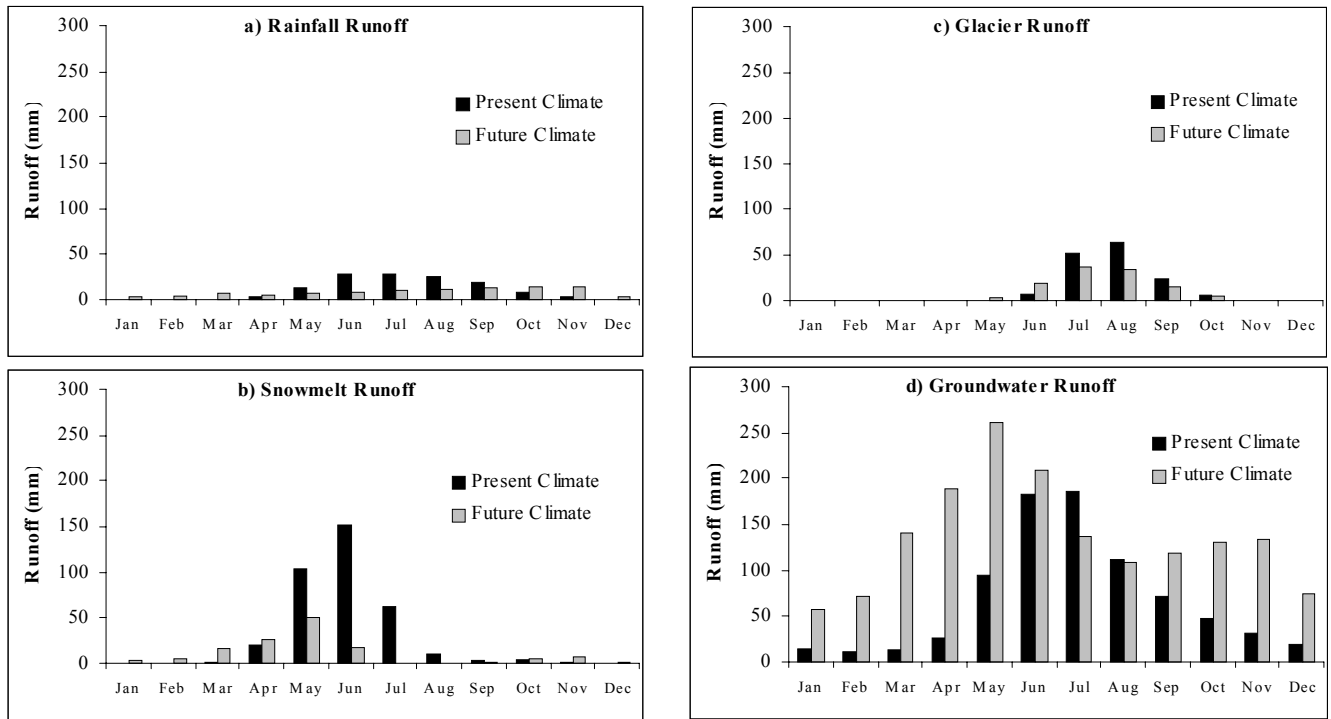 a) Rainfall Runoff
300
250
200
150
100
50
0
Runoff (mm)
Present Climate
Future Climate
Jan Feb Mar Apr May Jun Jul Aug Sep Oct Nov Dec
c) Glacier Runoff
300
250
200
150
100
50
0
Runoff (mm)
Present Climate
Future Climate
Jan Feb Mar Apr May Jun Jul Aug Sep Oct Nov Dec
b) Snowmelt Runoff
300
250
200
150
100
50
0
Runoff (mm)
Present Climate
Future Climate
Jan Feb Mar Apr May Jun Jul Aug Sep Oct Nov Dec
d) Groundwater Runoff
300
250
200
150
100
50
0
Runoff (mm)
Present Climate
Future Climate
Jan Feb Mar Apr May Jun Jul Aug Sep Oct Nov Dec